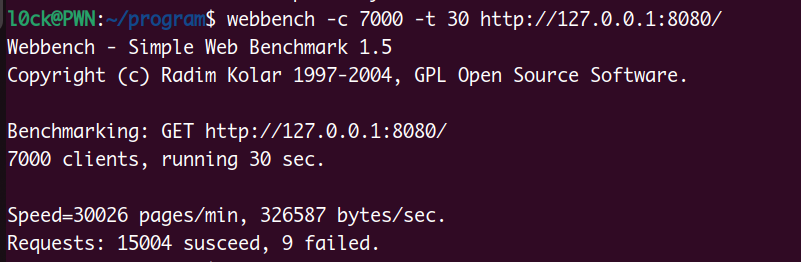 l0ck@PWN:~/program$ webbench -c 7000 -t 30 http://127.0.0.1:8080/
Webbench - Simple Web Benchmark 1.5
Copyright (c) Radim Kolar 1997-2004, GPL Open Source Software.
Benchmarking: GET http://127.0.0.1:8080/
7000 clients, running 30 sec.
Speed=30026 pages/min, 326587 bytes/sec.
Requests: 15004 susceed, 9 failed.